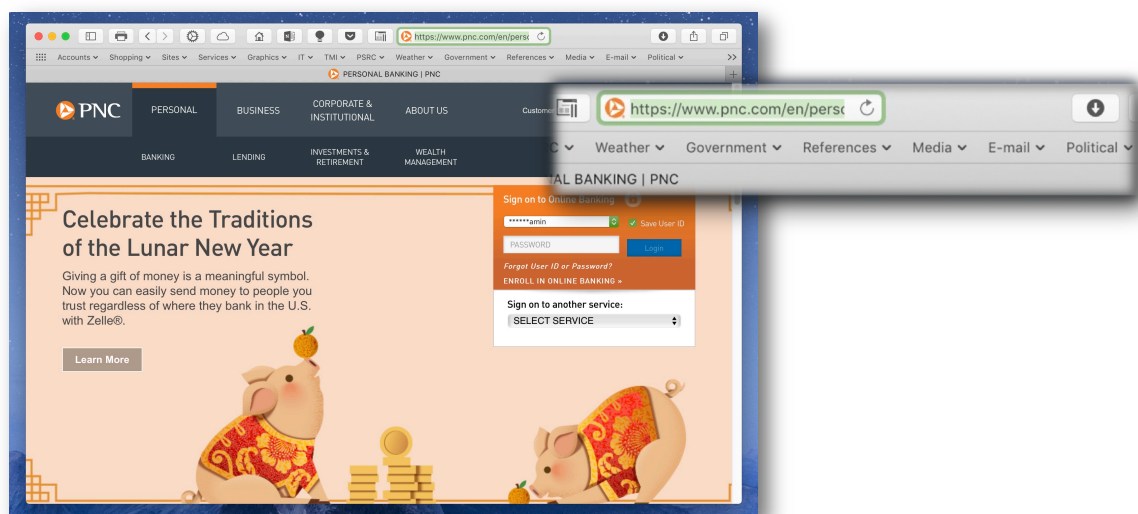 https://www.pnc.com/en/perso
Accounts Shopping Sites Services Graphics IT TMI PSRC Weather Government References Media E-mail Political >>
PERSONAL BANKING | PNC +
PNC
PERSONAL
BUSINESS
CORPORATE &
INSTITUTIONAL
ABOUT US
Customer
BANKING
LENDING
INVESTMENTS &
RETIREMENT
WEALTH
MANAGEMENT
https://www.pnc.com/en/perso
C Weather Government References Media E-mail Political
AL BANKING | PNC
Celebrate the Traditions
of the Lunar New Year
Giving a gift of money is a meaningful symbol.
Now you can easily send money to people you
trust regardless of where they bank in the U.S.
with Zelle®.
Learn More
Sign on to Online Banking
******amin
Save User ID
PASSWORD
Login
Forgot User ID or Password?
ENROLL IN ONLINE BANKING »
Sign on to another service:
SELECT SERVICE